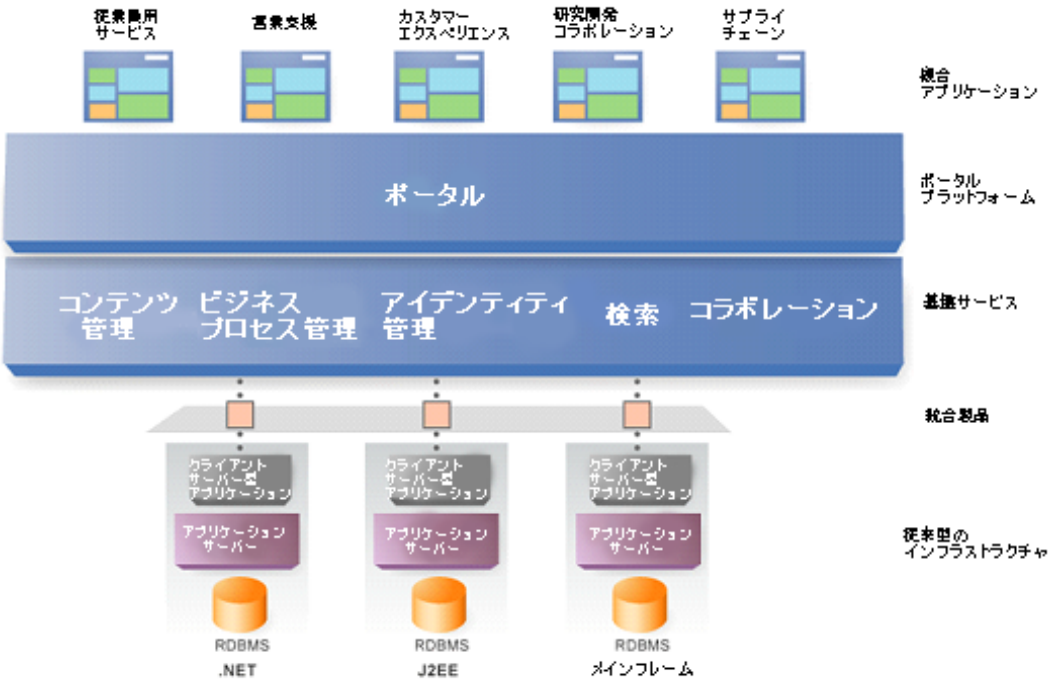 従業員用
サービス
営業支援
カスタマー
エクスペリエンス
研究開発
コラボレーション
サプライ
チェーン
複合
アプリケーション
ポータル
ポータル
プラットフォーム
コンテンツ
管理
ビジネス
プロセス管理
アイデンティティ
管理
検索
コラボレーション
基盤サービス
統合製品
クライアント
サーバー型
アプリケーション
クライアント
サーバー型
アプリケーション
クライアント
サーバー型
アプリケーション
アプリケーション
サーバー
アプリケーション
サーバー
アプリケーション
サーバー
従来型の
インフラストラクチャ
RDBMS
RDBMS
RDBMS
.NET
J2EE
メインフレーム